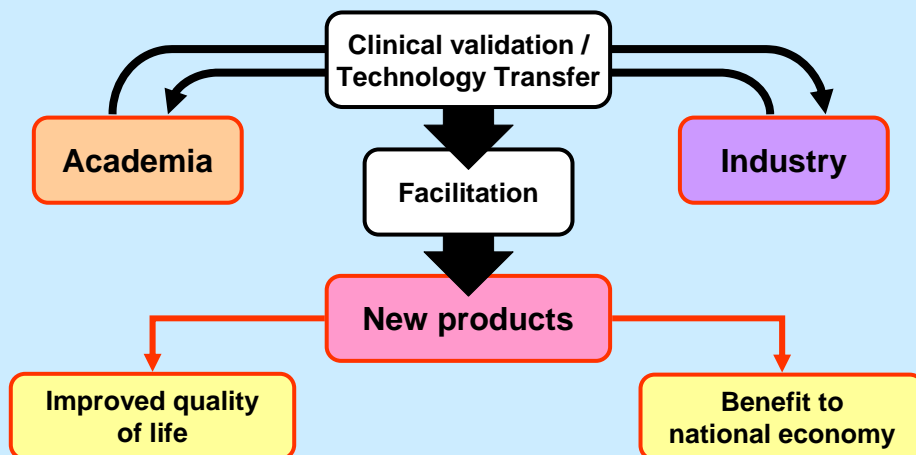 Clinical validation /
Technology Transfer
Academia
Industry
Facilitation
New products
Improved quality
of life
Benefit to
national economy